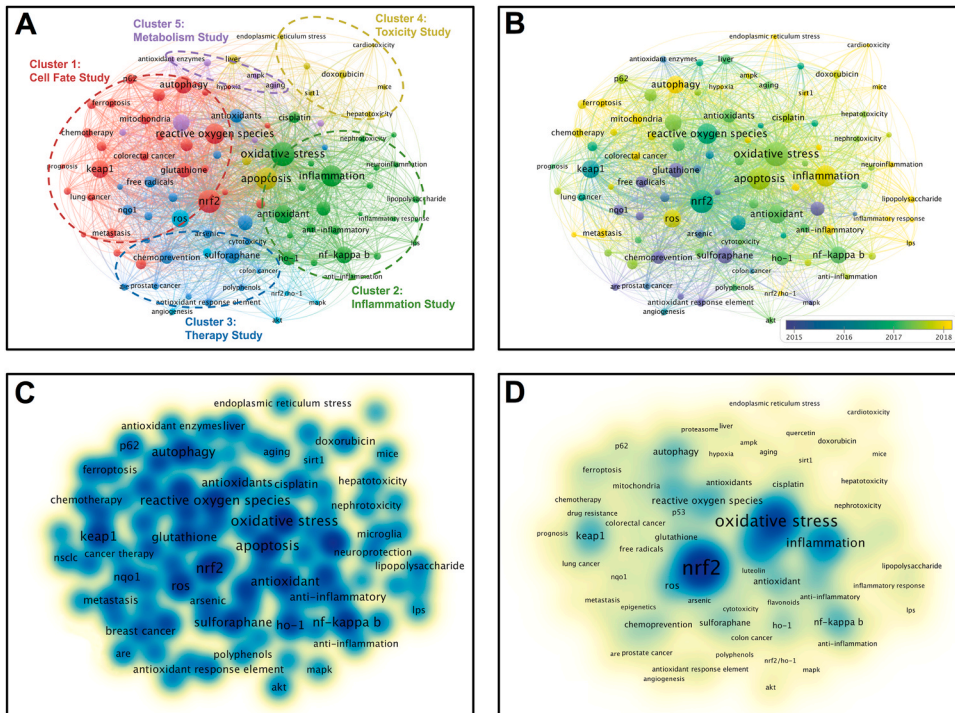 A
Cluster 5:
Metabolism Study
Cluster 4:
Toxicity Study
Cluster 1:
Cell Fate Study
endoplasmic reticulum stress
cardiotoxicity
antioxidant enzymes
liver
p62
autophagy
ampk
doxorubicin
hypoxia
aging
sirt1
mice
ferroptosis
mitochondria
antioxidants
cisplatin
hepatotoxicity
chemotherapy
reactive oxygen species
nephrotoxicity
colorectal cancer
oxidative stress
prognosis
keap1
glutathione
apoptosis
inflammation
neuroinflammation
free radicals
lung cancer
nrf2
lipopolysaccharide
nqo1
ros
antioxidant
inflammatory response
metastasis
arsenic
anti-inflammatory
cytotoxicity
lps
chemoprevention
sulforaphane
ho-1
nf-kappa b
colon cancer
anti-inflammation
are prostate cancer
polyphenols
antioxidant response element
nrf2/ho-1
mapk
angiogenesis
akt
Cluster 2:
Inflammation Study
Cluster 3:
Therapy Study
B
endoplasmic reticulum stress
cardiotoxicity
antioxidant enzymes
liver
p62
autophagy
ampk
doxorubicin
hypoxia
aging
sirt1
mice
ferroptosis
mitochondria
antioxidants
cisplatin
hepatotoxicity
chemotherapy
reactive oxygen species
nephrotoxicity
colorectal cancer
oxidative stress
prognosis
keap1
glutathione
apoptosis
inflammation
neuroinflammation
free radicals
lung cancer
nrf2
lipopolysaccharide
nqo1
ros
antioxidant
inflammatory response
metastasis
arsenic
anti-inflammatory
cytotoxicity
lps
chemoprevention
sulforaphane
ho-1
nf-kappa b
colon cancer
anti-inflammation
are prostate cancer
polyphenols
antioxidant response element
nrf2/ho-1
mapk
angiogenesis
akt
2015 2016 2017 2018
C
endoplasmic reticulum stress
antioxidant enzymes liver
p62
autophagy
aging
sirt1
doxorubicin
mice
ferroptosis
antioxidants
cisplatin
hepatotoxicity
chemotherapy
reactive oxygen species
nephrotoxicity
oxidative stress
keap1
glutathione
apoptosis
microglia
nsclc
cancer therapy
neuroprotection
nrf2
lipopolysaccharide
nqo1
ros
antioxidant
metastasis
arsenic
anti-inflammatory
lps
breast cancer
sulforaphane
ho-1
nf-kappa b
are
polyphenols
anti-inflammation
antioxidant response element
mapk
akt
D
endoplasmic reticulum stress
cardiotoxicity
proteasome
liver
quercetin
p62
autophagy
ampk
doxorubicin
hypoxia
aging
sirt1
mice
ferroptosis
mitochondria
antioxidants
cisplatin
hepatotoxicity
chemotherapy
reactive oxygen species
nephrotoxicity
drug resistance
p53
colorectal cancer
oxidative stress
prognosis
keap1
glutathione
inflammation
free radicals
lung cancer
nrf2
lipopolysaccharide
nqo1
ros
luteolin
antioxidant
inflammatory response
metastasis
arsenic
flavonoids
anti-inflammatory
epigenetics
cytotoxicity
lps
chemoprevention
sulforaphane
ho-1
nf-kappa b
colon cancer
anti-inflammation
are prostate cancer
polyphenols
antioxidant response element
nrf2/ho-1
mapk
angiogenesis
akt